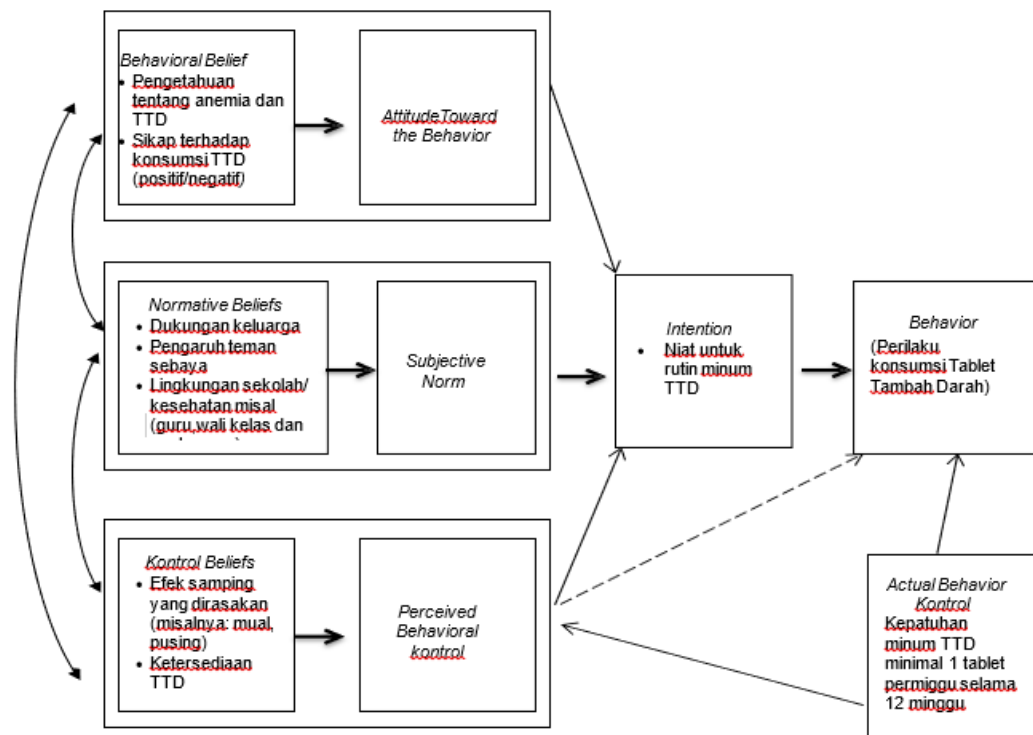 Behavioral Belief
• Pengetahuan
tentang anemia dan
TTD
• Sikap terhadap
konsumsi TTD
(positif/negatif)
AttitudeToward
the Behavior
Normative Beliefs
• Dukungan keluarga
• Pengaruh teman
sebaya
• Lingkungan sekolah/
kesehatan misal
(guru,wali kelas dan
Subjective
Norm
Intention
• Niat untuk
rutin minum
TTD
Behavior
(Perilaku
konsumsi Tablet
Tambah Darah)
Kontrol Beliefs
• Efek samping
yang dirasakan
(misalnya: mual,
pusing)
• Ketersediaan
TTD
Perceived
Behavioral
kontrol
Actual Behavior
Kontrol
Kepatuhan
minum TTD
minimal 1 tablet
permiggu selama
12 minggu